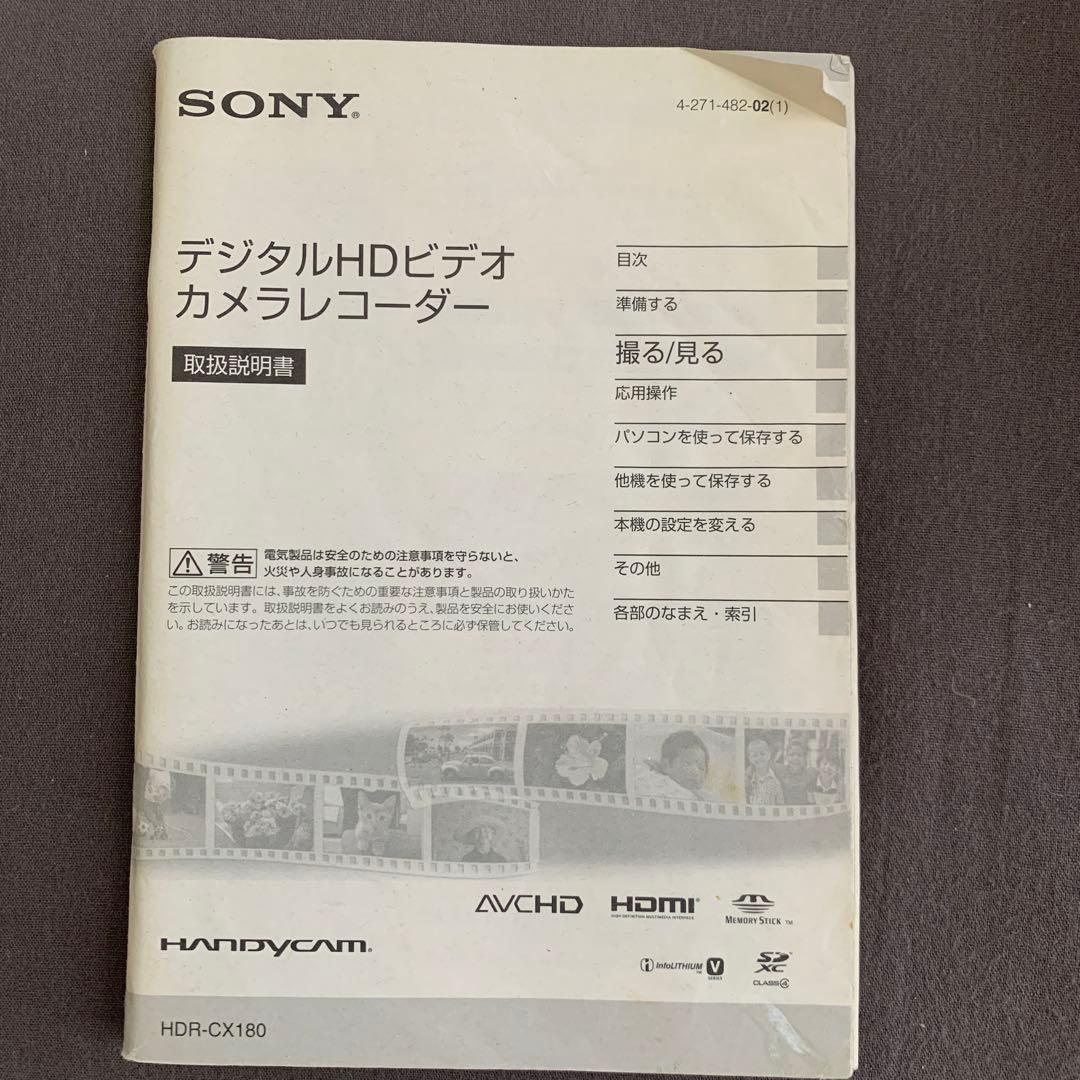 SONY®
4-271-482-02(1)
デジタルHDビデオ
カメラレコーダー
取扱説明書
目次
準備する
撮る/見る
応用操作
パソコンを使って保存する
他機を使って保存する
本機の設定を変える
その他
各部のなまえ・索引
警告
電気製品は安全のための注意事項を守らないと、
火災や人身事故になることがあります。
この取扱説明書には、事故を防ぐための重要な注意事項と製品の取り扱いかた
を示しています。取扱説明書をよくお読みのうえ、製品を安全にお使いくださ
い。お読みになったあとは、いつでも見られるところに必ず保管してください。
AVCHD
HDMI®
HIGH-DEFINITION MULTIMEDIA INTERFACE
MEMORY STICK ™
HANDYCAM®
InfoLITHIUM ™ V SERIES
SD XC ™
CLASS4
HDR-CX180